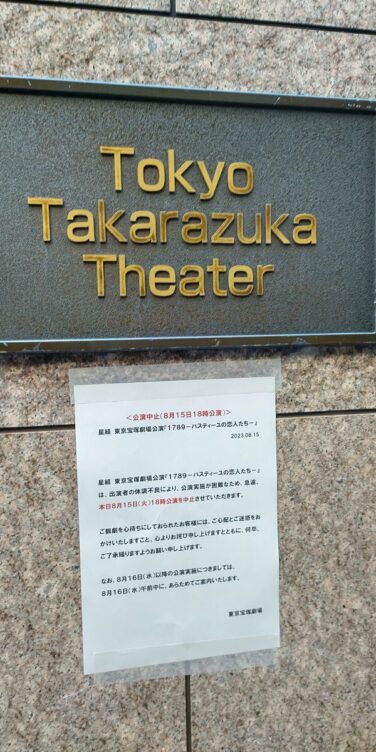 Tokyo
Takarazuka
Theater
＜公演中止(8月15日18時公演)＞
星組 東京宝塚劇場公演『1789－バスティーユの恋人たち－』
2023.08.15
星組 東京宝塚劇場公演『1789－バスティーユの恋人たち－』
は、出演者の体調不良により、公演実施が困難なため、急遽、
本日8月15日(火)18時公演を中止させていただきます。
ご観劇を心待ちにしておられたお客様には、ご心配とご迷惑をお
かけいたしますこと、心よりお詫び申し上げますとともに、何卒、
ご了承賜りますようお願い申し上げます。
なお、8月16日(水)以降の公演実施につきましては、
8月16日(水)午前中に、あらためてご案内いたします。
東京宝塚劇場